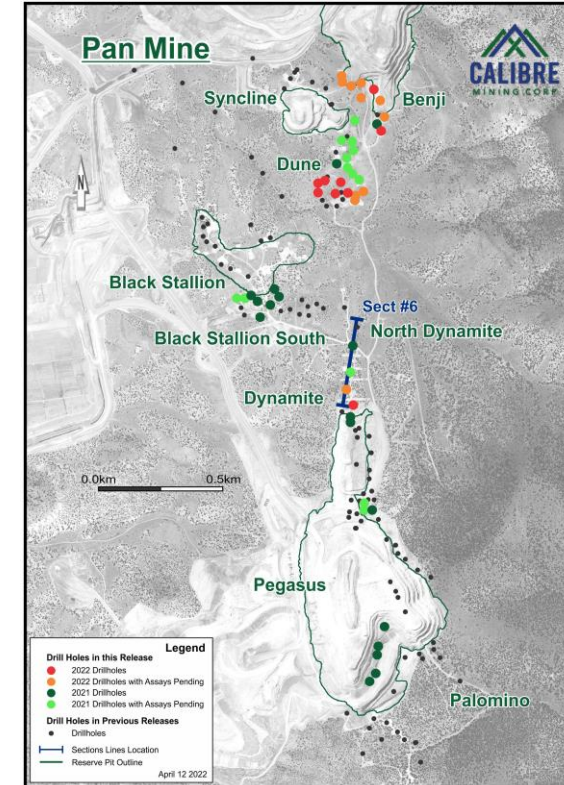 Pan Mine
CALIBRE
MINING CORP
Syncline
Benji
Dune
N
Black Stallion
Sect #6
Black Stallion South
North Dynamite
Dynamite
0.0km
0.5km
Pegasus
Palomino
Legend
Drill Holes in this Release
2022 Drillholes
2022 Drillholes with Assays Pending
2021 Drillholes
2021 Drillholes with Assays Pending
Drill Holes in Previous Releases
Drillholes
Sections Lines Location
Reserve Pit Outline
April 12 2022